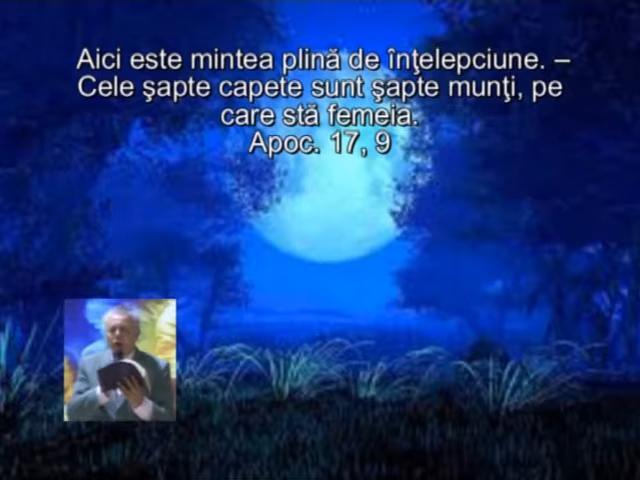 Aici este mintea plină de înţelepciune. –
Cele şapte capete sunt şapte munţi, pe
care stă femeia.
Apoc. 17, 9